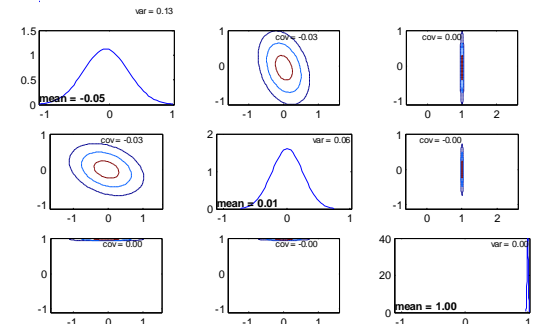 var = 0.13
cov = -0.03
cov = 0.00
1.5
1
0.5
0
mean = -0.05
-1 0 1
1
0
-1
-1 0 1
1
0
-1
0 1 2
cov = -0.03
var = 0.06
cov = -0.00
1
0
-1
-1 0 1
2
1
0
mean = 0.01
-1 0 1
1
0
-1
0 1 2
cov = 0.00
cov = -0.00
var = 0.00
1
0
-1
-1 0 1
1
0
-1
-1 0 1
40
20
0
mean = 1.00
-1 0 1